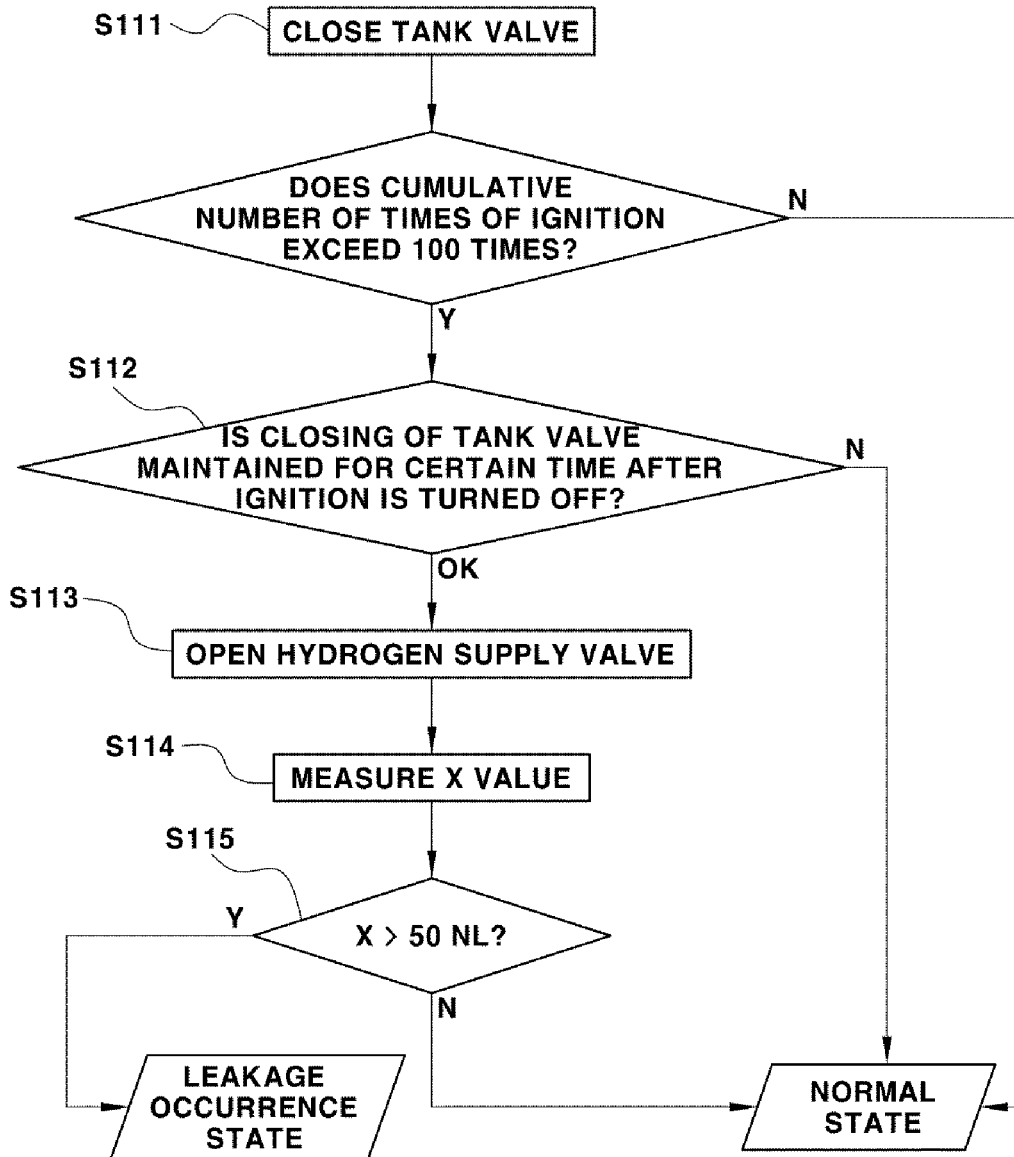 S111
CLOSE TANK VALVE
DOES CUMULATIVE
NUMBER OF TIMES OF IGNITION
EXCEED 100 TIMES?
N
Y
S112
IS CLOSING OF TANK VALVE
MAINTAINED FOR CERTAIN TIME AFTER
IGNITION IS TURNED OFF?
N
OK
S113
OPEN HYDROGEN SUPPLY VALVE
S114
MEASURE X VALUE
S115
Y
X > 50 NL?
N
LEAKAGE
OCCURRENCE
STATE
NORMAL
STATE